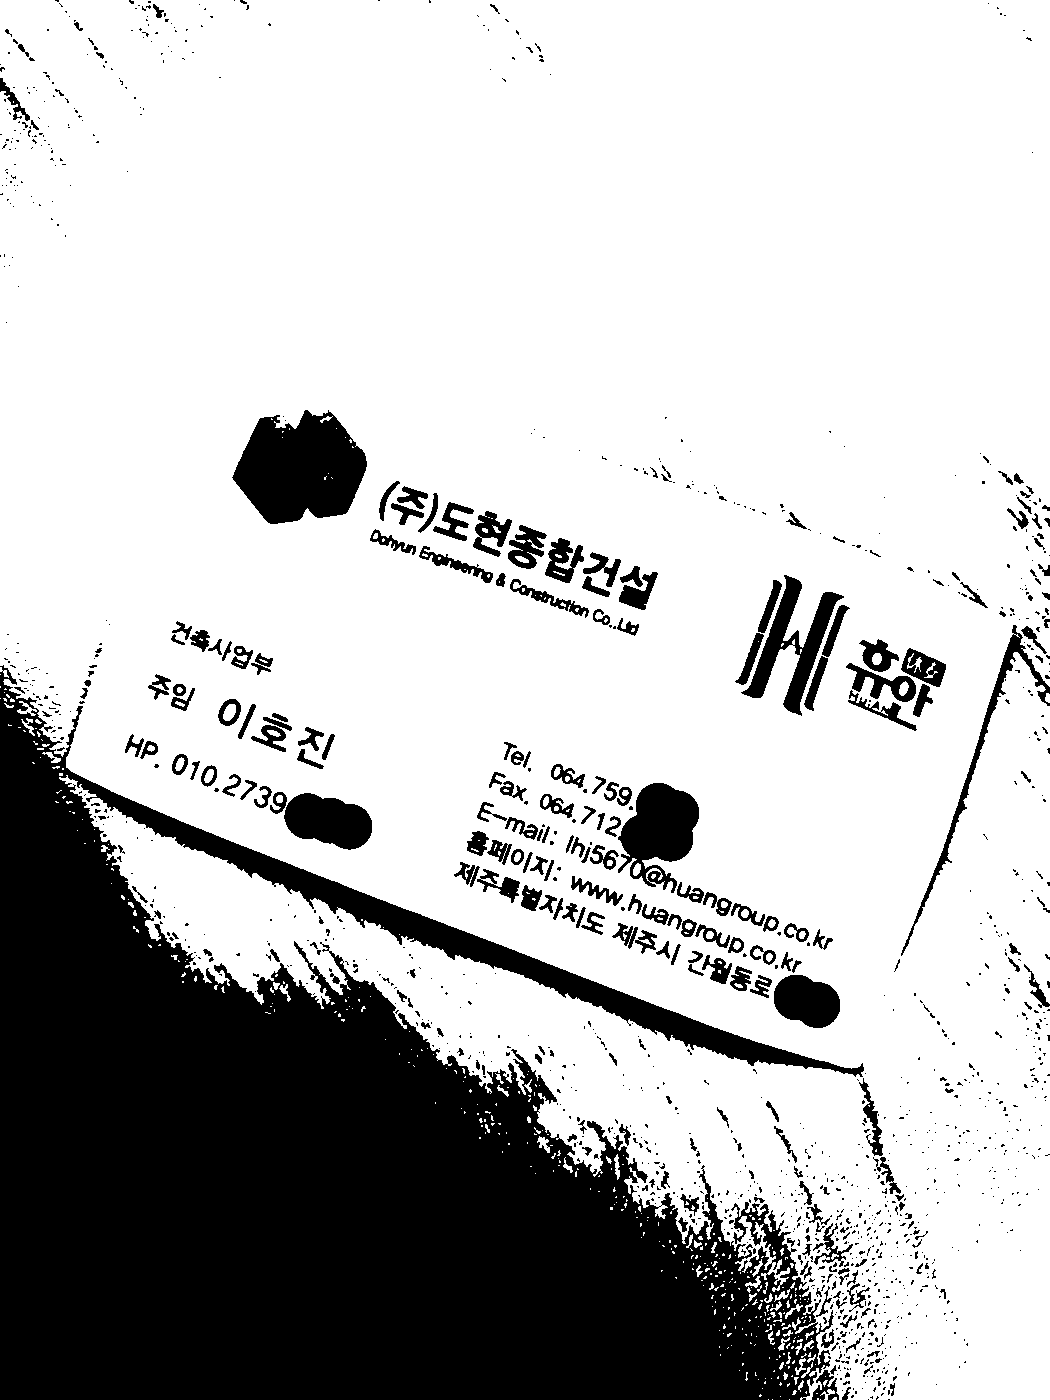 (주)도현종합건설
Dohyun Engineering & Construction Co.,Ltd
휴안
HuiAN
건축사업부
주임 이호진
HP. 010.2739
Tel. 064.759.
Fax. 064.712.
E-mail: lhj5670@huangroup.co.kr
홈페이지: www.huangroup.co.kr
제주특별자치도 제주시 간월동로